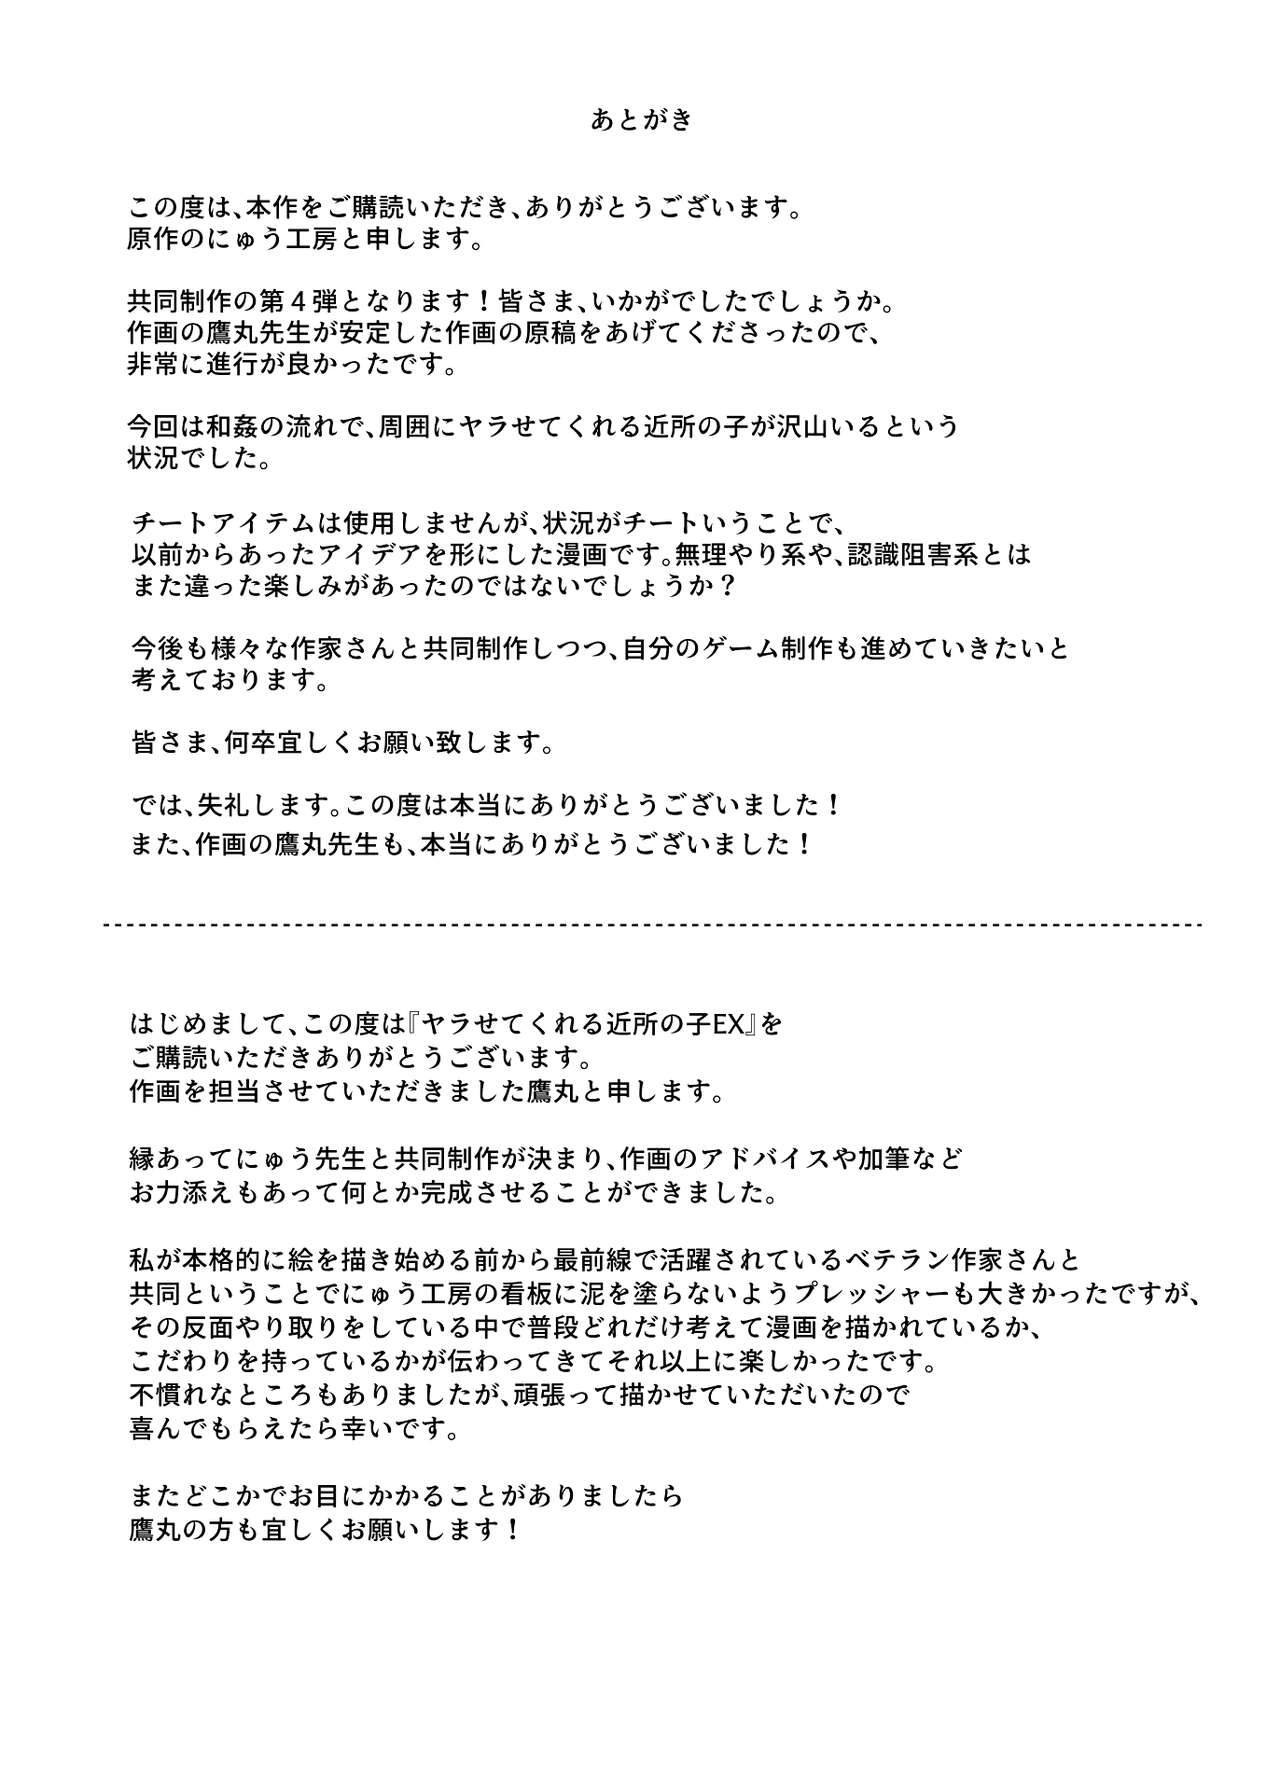 あとがき
この度は、本作をご購読いただき、ありがとうございます。
原作のにゅう工房と申します。
共同制作の第４弾となります！皆さま、いかがでしたでしょうか。
作画の鷹丸先生が安定した作画の原稿をあげてくださったので、
非常に進行が良かったです。
今回は和姦の流れで、周囲にヤラせてくれる近所の子が沢山いるという
状況でした。
チートアイテムは使用しませんが、状況がチートいうことで、
以前からあったアイデアを形にした漫画です。無理やり系や、認識阻害系とは
また違った楽しみがあったのではないでしょうか？
今後も様々な作家さんと共同制作しつつ、自分のゲーム制作も進めていきたいと
考えております。
皆さま、何卒宜しくお願い致します。
では、失礼します。この度は本当にありがとうございました！
また、作画の鷹丸先生も、本当にありがとうございました！
はじめまして、この度は『ヤラせてくれる近所の子EX』を
ご購読いただきありがとうございます。
作画を担当させていただきました鷹丸と申します。
縁あってにゅう先生と共同制作が決まり、作画のアドバイスや加筆など
お力添えもあって何とか完成させることができました。
私が本格的に絵を描き始める前から最前線で活躍されているベテラン作家さんと
共同ということでにゅう工房の看板に泥を塗らないようプレッシャーも大きかったですが、
その反面やり取りをしている中で普段どれだけ考えて漫画を描かれているか、
こだわりを持っているかが伝わってきてそれ以上に楽しかったです。
不慣れなところもありましたが、頑張って描かせていただいたので
喜んでもらえたら幸いです。
またどこかでお目にかかることがありましたら
鷹丸の方も宜しくお願いします！